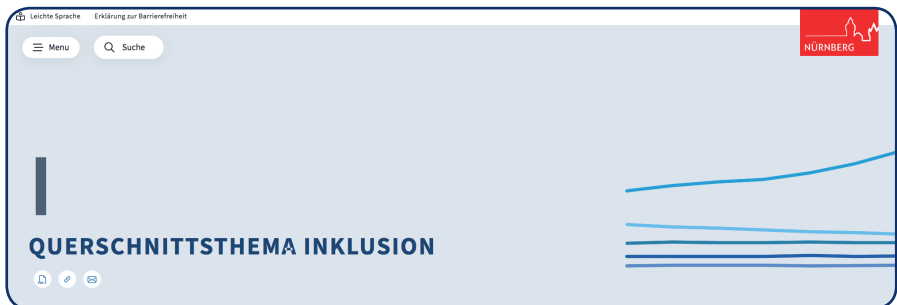 Leichte Sprache Erklärung zur Barrierefreiheit
Menu Suche
NÜRNBERG
I
QUERSCHNITTSTHEMA INKLUSION